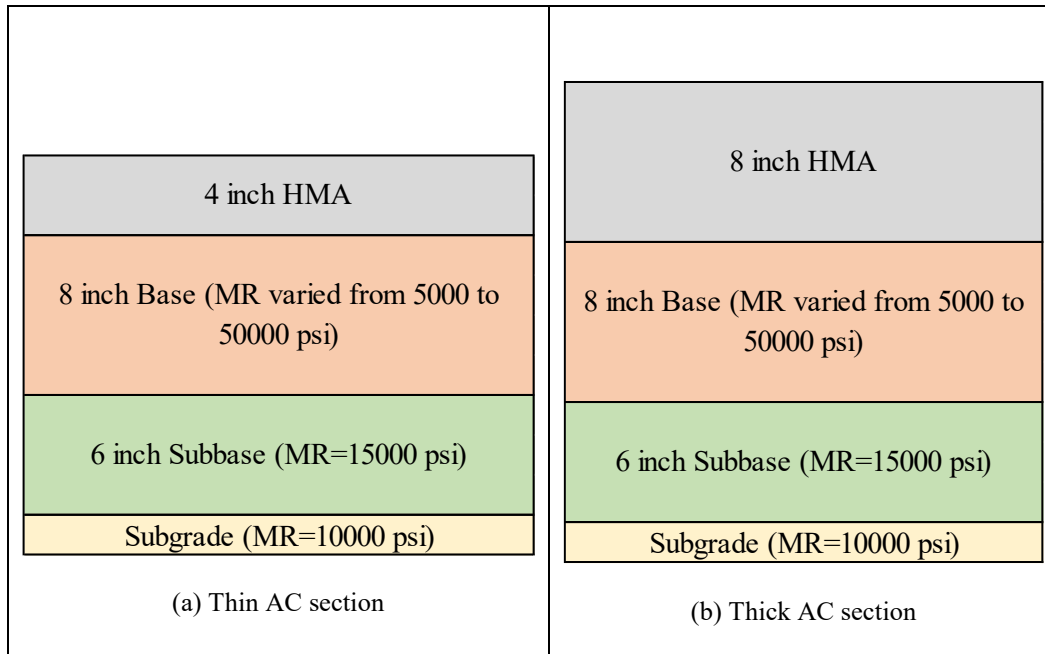 4 inch HMA
8 inch Base (MR varied from 5000 to
50000 psi)
6 inch Subbase (MR=15000 psi)
Subgrade (MR=10000 psi)
(a) Thin AC section
8 inch HMA
8 inch Base (MR varied from 5000 to
50000 psi)
6 inch Subbase (MR=15000 psi)
Subgrade (MR=10000 psi)
(b) Thick AC section